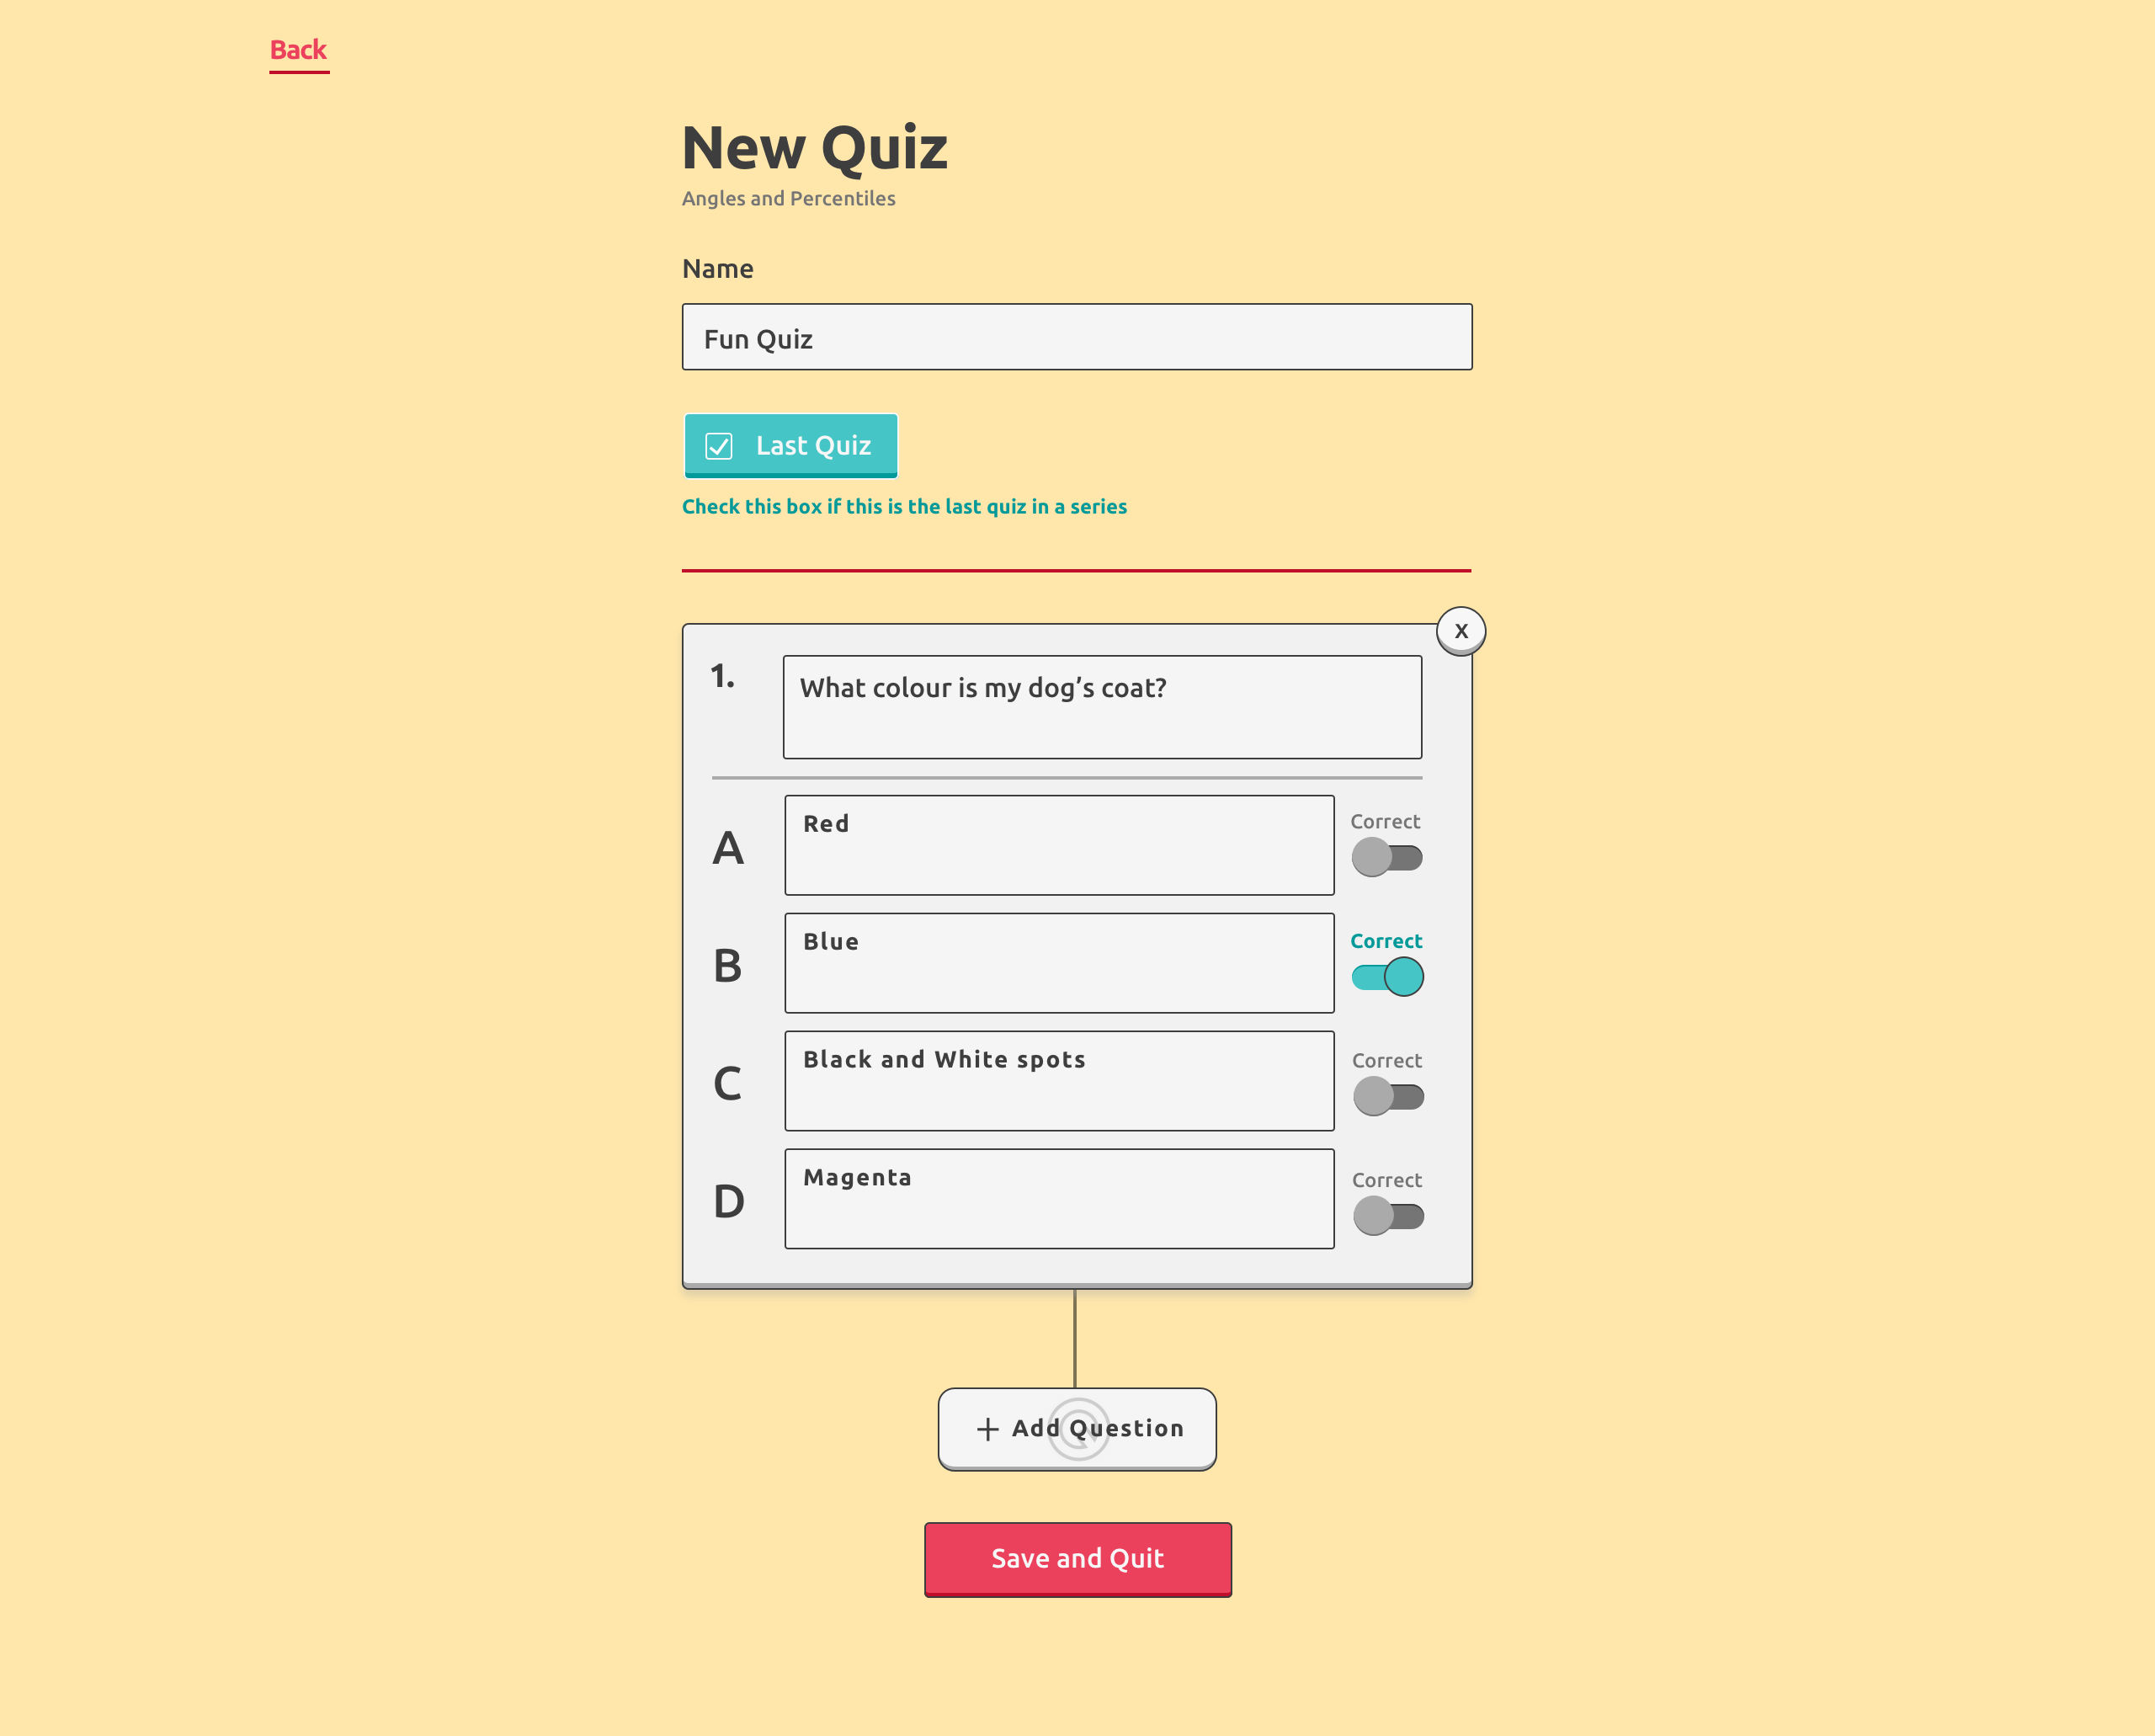 Back
New Quiz
Angles and Percentiles
Name
Fun Quiz
Last Quiz
Check this box if this is the last quiz in a series
X
1.
What colour is my dog’s coat?
A
Red
Correct
B
Blue
Correct
C
Black and White spots
Correct
D
Magenta
Correct
+ Add Question
Save and Quit